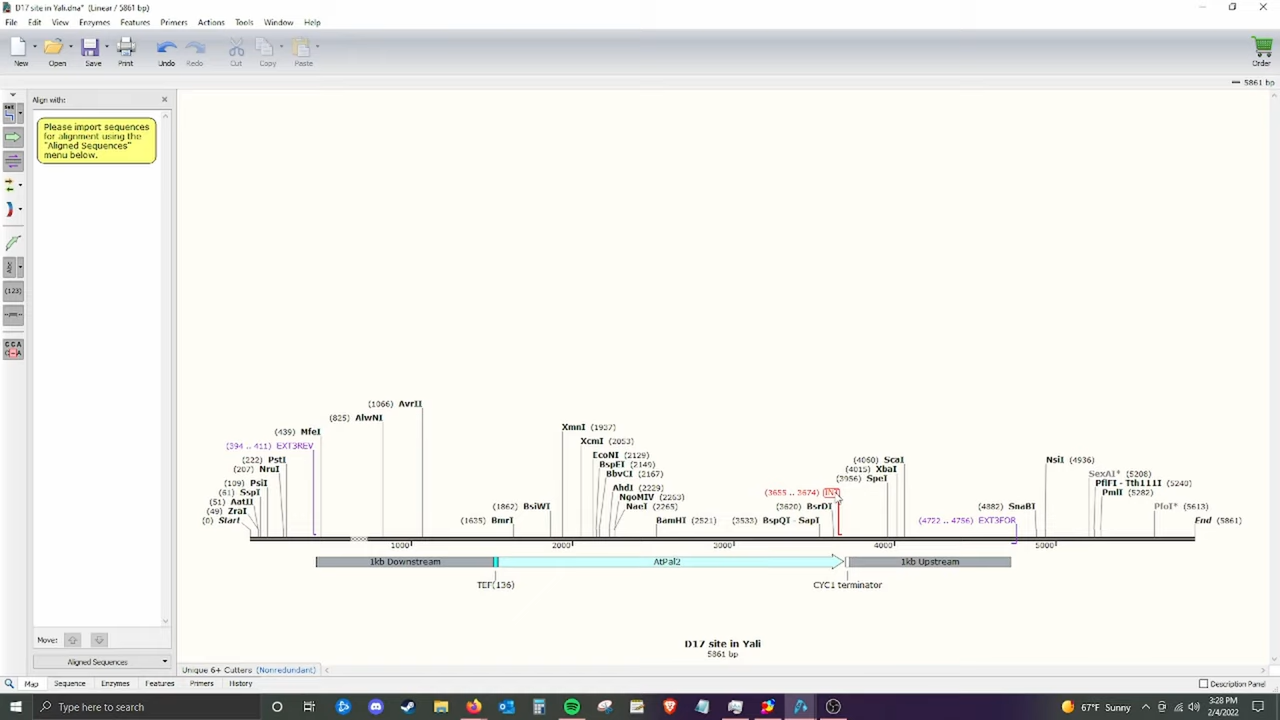 D17 site in Yali.dna* (Linear / 5861 bp)
File Edit View Enzymes Features Primers Actions Tools Window Help
New Open Save Print Undo Redo Cut Copy Paste Order
5861 bp
Align with:
Please import sequences
for alignment using the
"Aligned Sequences"
menu below.
(1066) AvrII
(825) AlwNI
(439) MfeI
(394 .. 411) EXT3REV
(222) PstI
(207) NruI
(109) PsiI
(61) SspI
(51) AatII
(49) ZraI
(0) Start
XmnI (1937)
XcmI (2053)
EcoNI (2129)
BspEI (2149)
BbvCI (2167)
AhdI (2229)
NgoMIV (2263)
NaeI (2265)
(1862) BsiWI
(1635) BmrI
BamHI (2521)
(4060) ScaI
(4015) XbaI
(3956) SpeI
(3655 .. 3674) INT
(3620) BsrDI
(3533) BspQI - SapI
NsiI (4936)
SexAI* (5208)
PflFI - Tth111I (5240)
PmlI (5282)
(4882) SnaBI
(4722 .. 4756) EXT3FOR
PfoI* (5613)
End (5861)
1000 2000 3000 4000 5000
1kb Downstream AtPal2 1kb Upstream
TEF(136) CYC1 terminator
D17 site in Yali
5861 bp
Move:
Aligned Sequences
Unique 6+ Cutters (Nonredundant)
Map Sequence Enzymes Features Primers History Description Panel
Type here to search
67°F Sunny
3:28 PM
2/4/2022